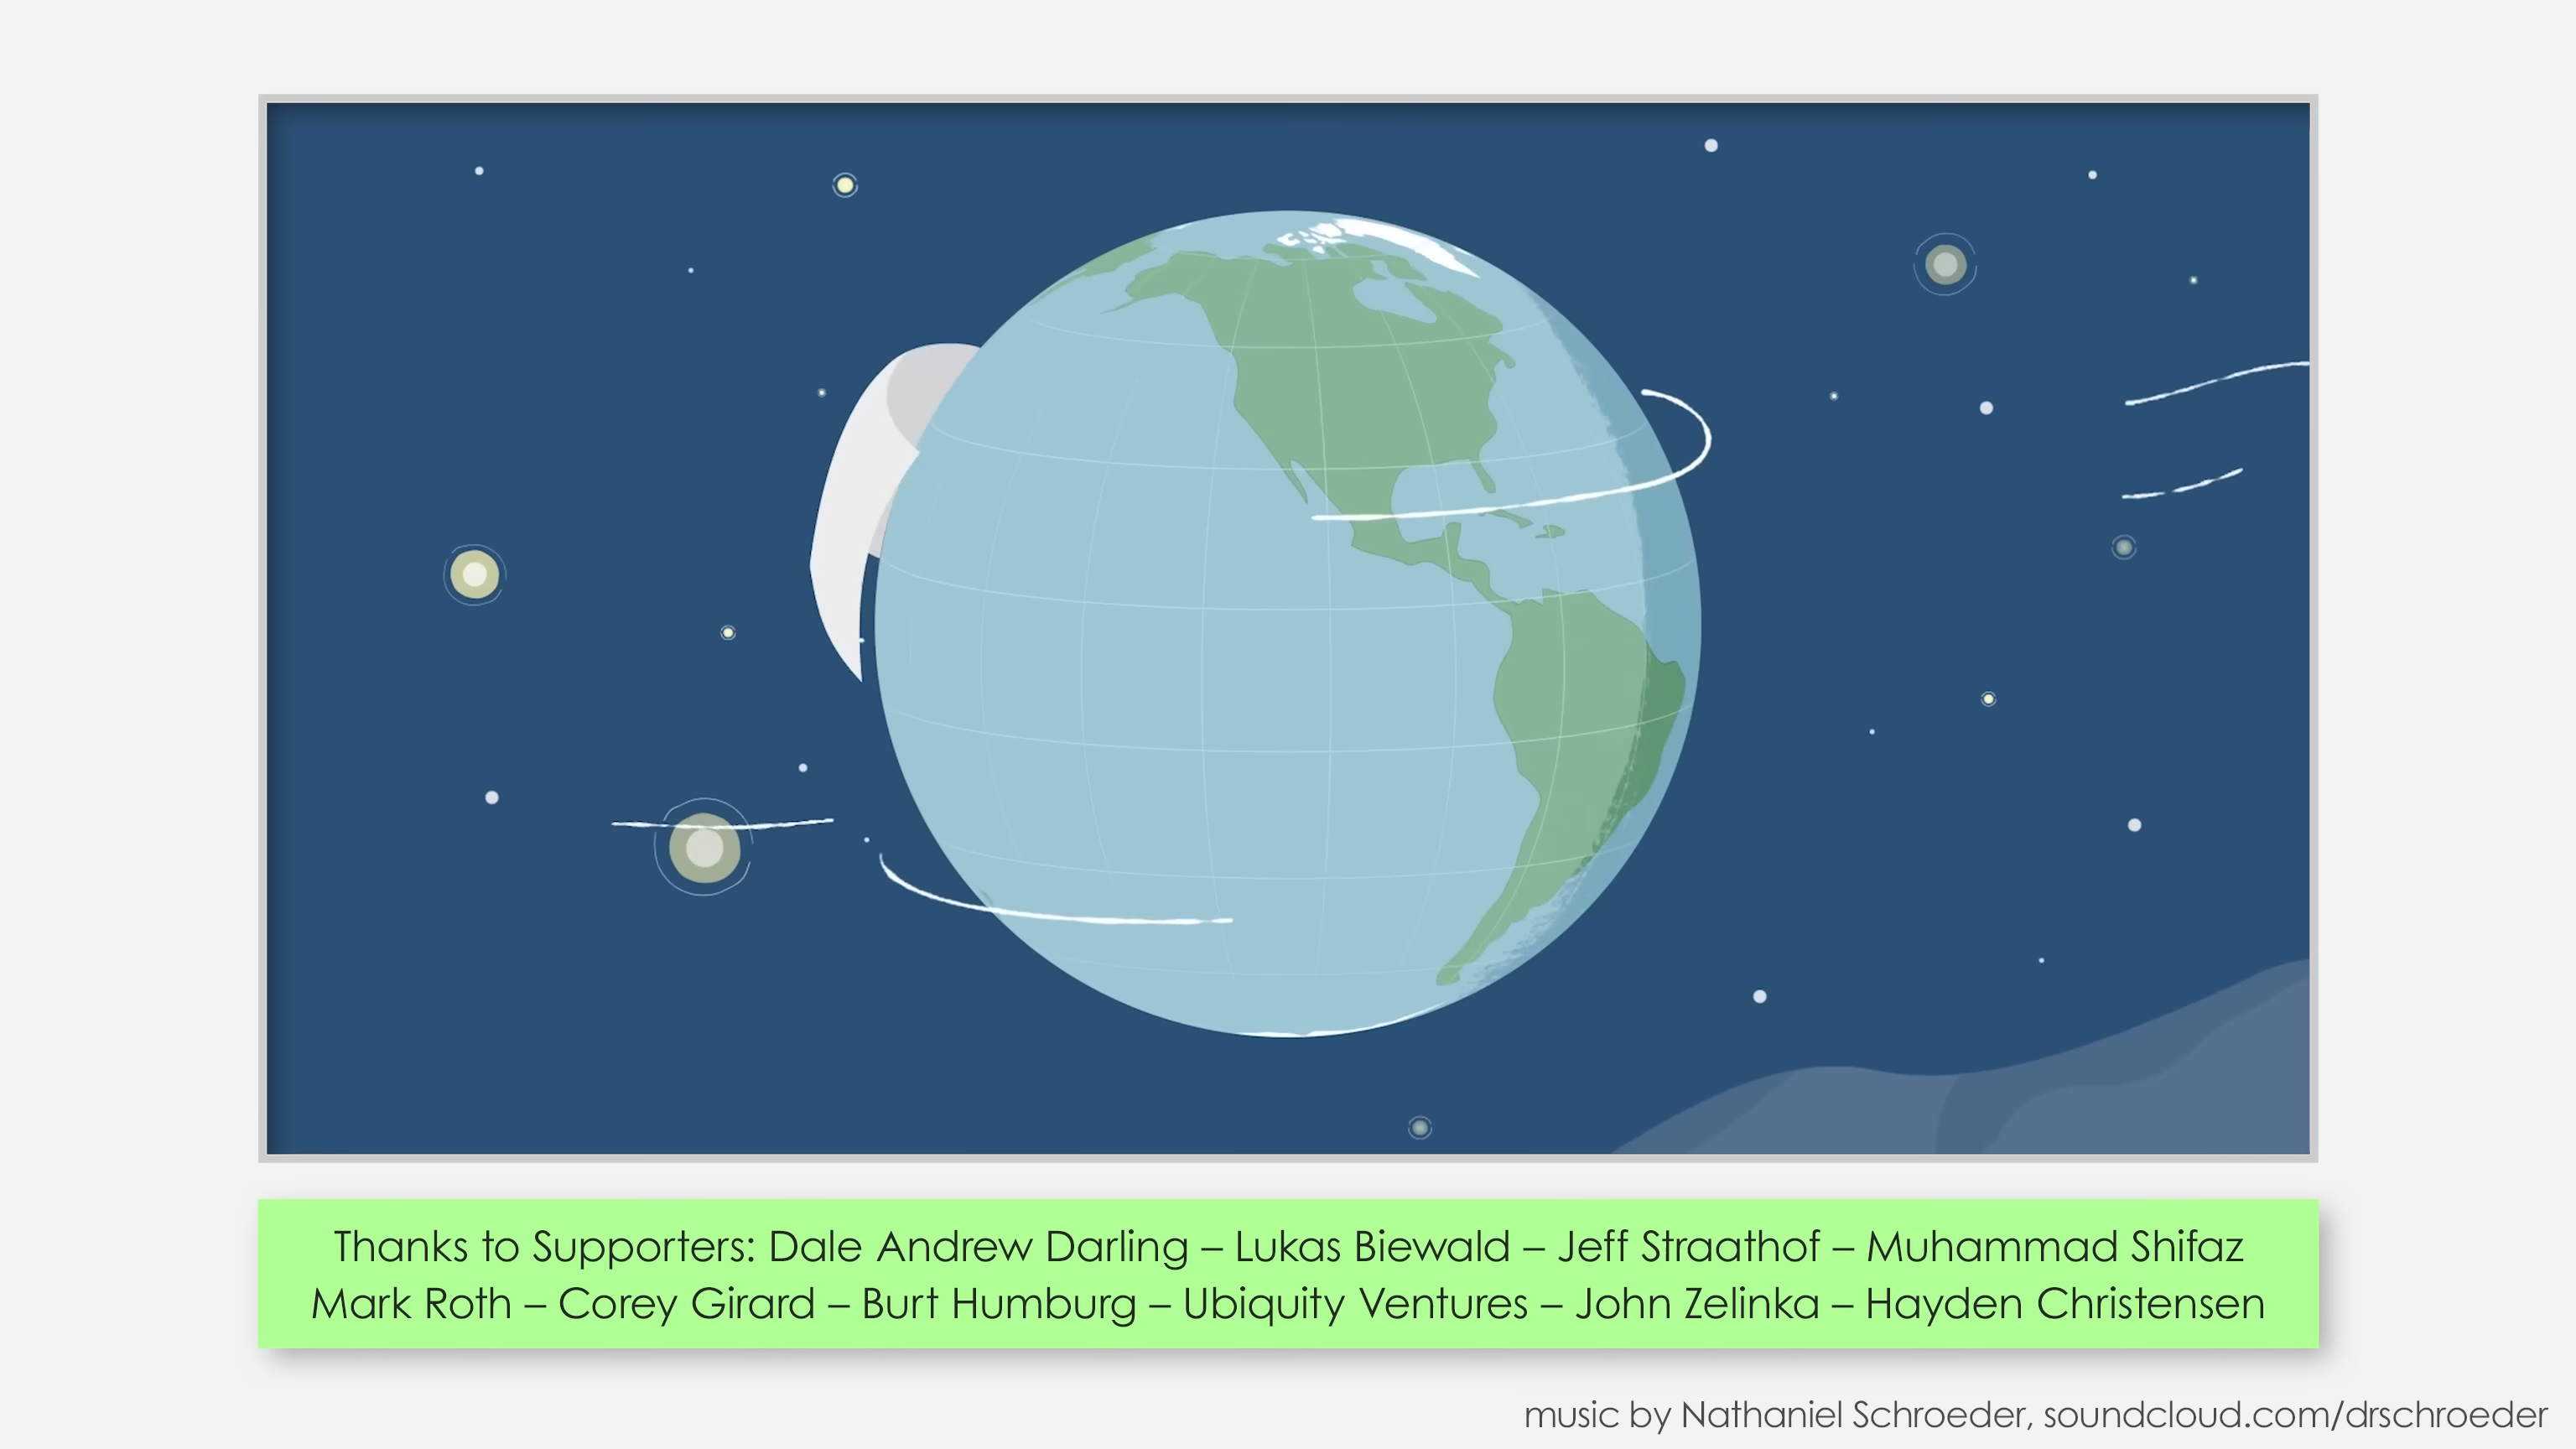 Thanks to Supporters: Dale Andrew Darling – Lukas Biewald – Jeff Straathof – Muhammad Shifaz
Mark Roth – Corey Girard – Burt Humburg – Ubiquity Ventures – John Zelinka – Hayden Christensen
music by Nathaniel Schroeder, soundcloud.com/drschroeder